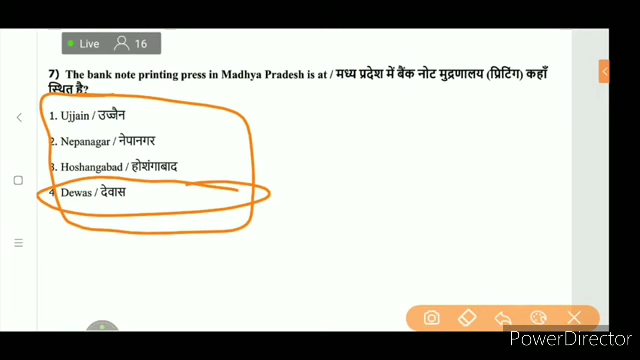 Live 16
7) The bank note printing press in Madhya Pradesh is at / मध्य प्रदेश में बैंक नोट मुद्रणालय (प्रिटिंग) कहाँ
स्थित है?
1. Ujjain / उज्जैन
2. Nepanagar / नेपानगर
3. Hoshangabad / होशंगाबाद
4. Dewas / देवास
PowerDirector